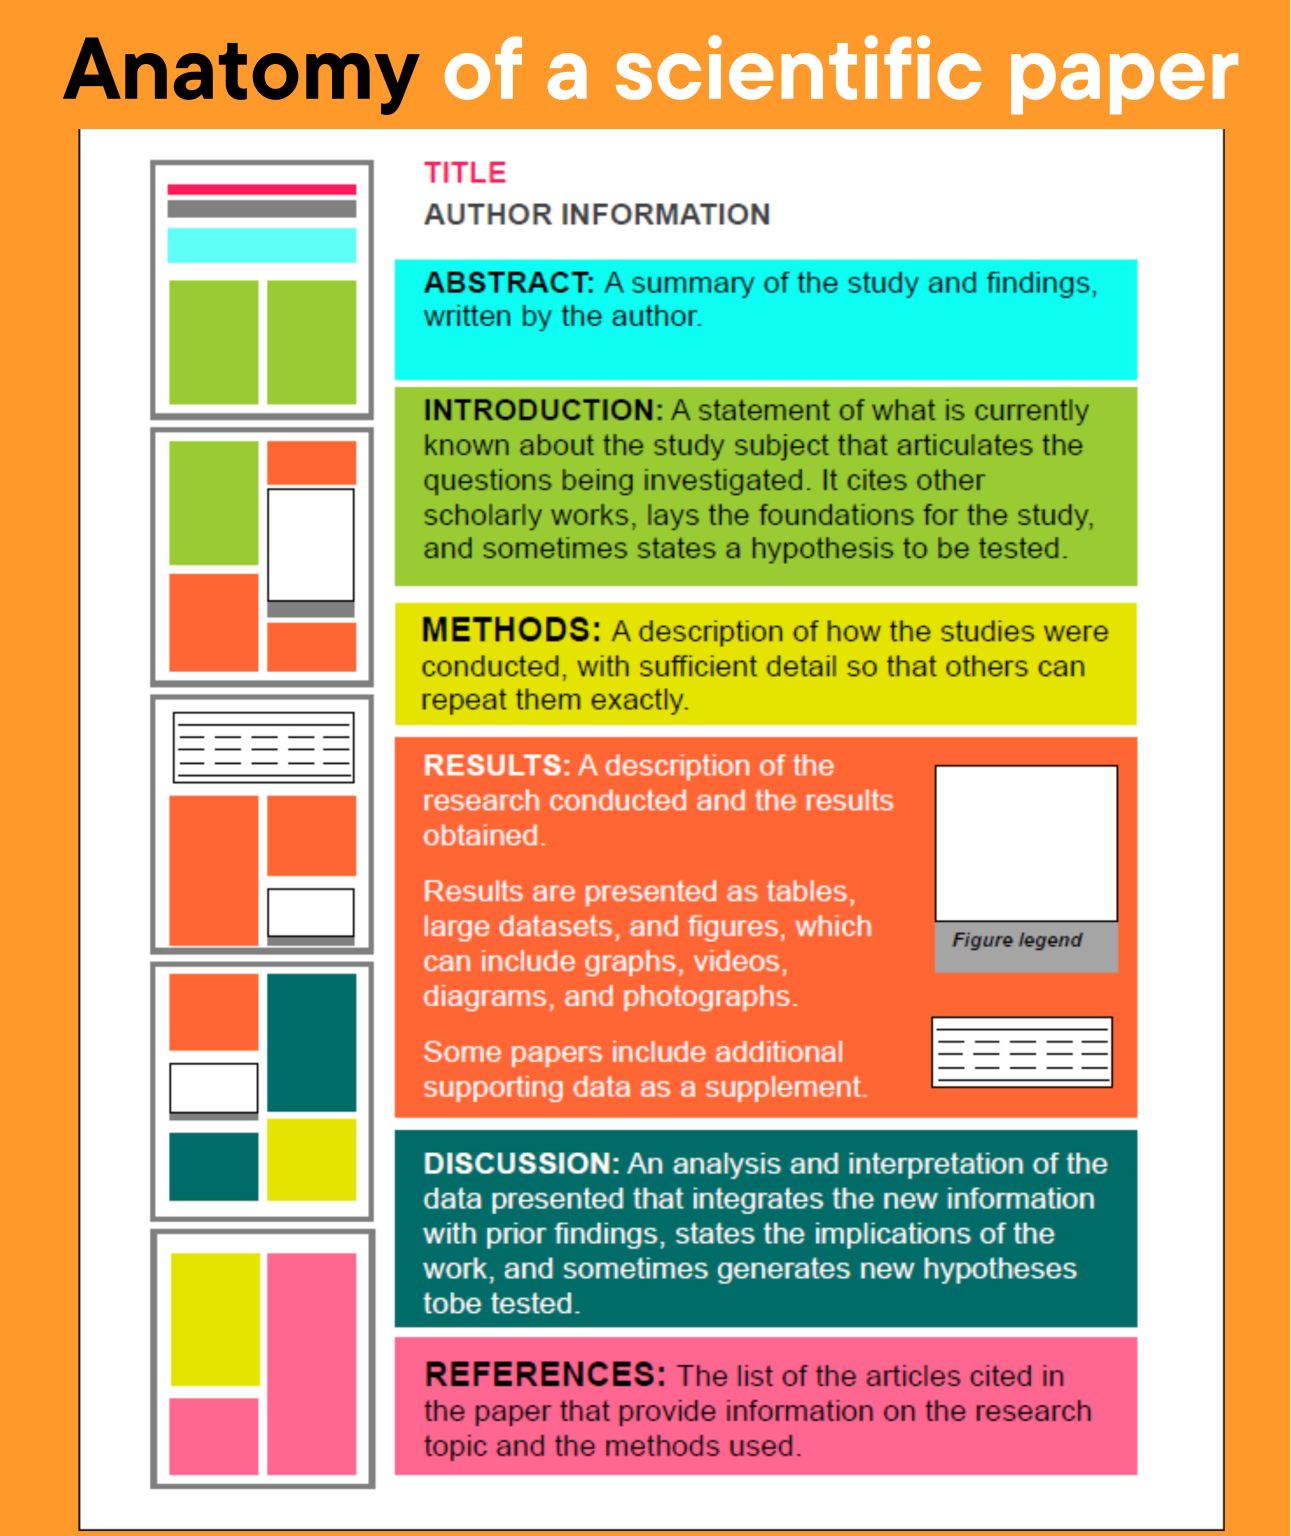 Anatomy of a scientific paper
TITLE
AUTHOR INFORMATION
ABSTRACT: A summary of the study and findings,
written by the author.
INTRODUCTION: A statement of what is currently
known about the study subject that articulates the
questions being investigated. It cites other
scholarly works, lays the foundations for the study,
and sometimes states a hypothesis to be tested.
METHODS: A description of how the studies were
conducted, with sufficient detail so that others can
repeat them exactly.
RESULTS: A description of the
research conducted and the results
obtained.
Results are presented as tables,
large datasets, and figures, which
can include graphs, videos,
diagrams, and photographs.
Some papers include additional
supporting data as a supplement.
Figure legend
DISCUSSION: An analysis and interpretation of the
data presented that integrates the new information
with prior findings, states the implications of the
work, and sometimes generates new hypotheses
tobe tested.
REFERENCES: The list of the articles cited in
the paper that provide information on the research
topic and the methods used.